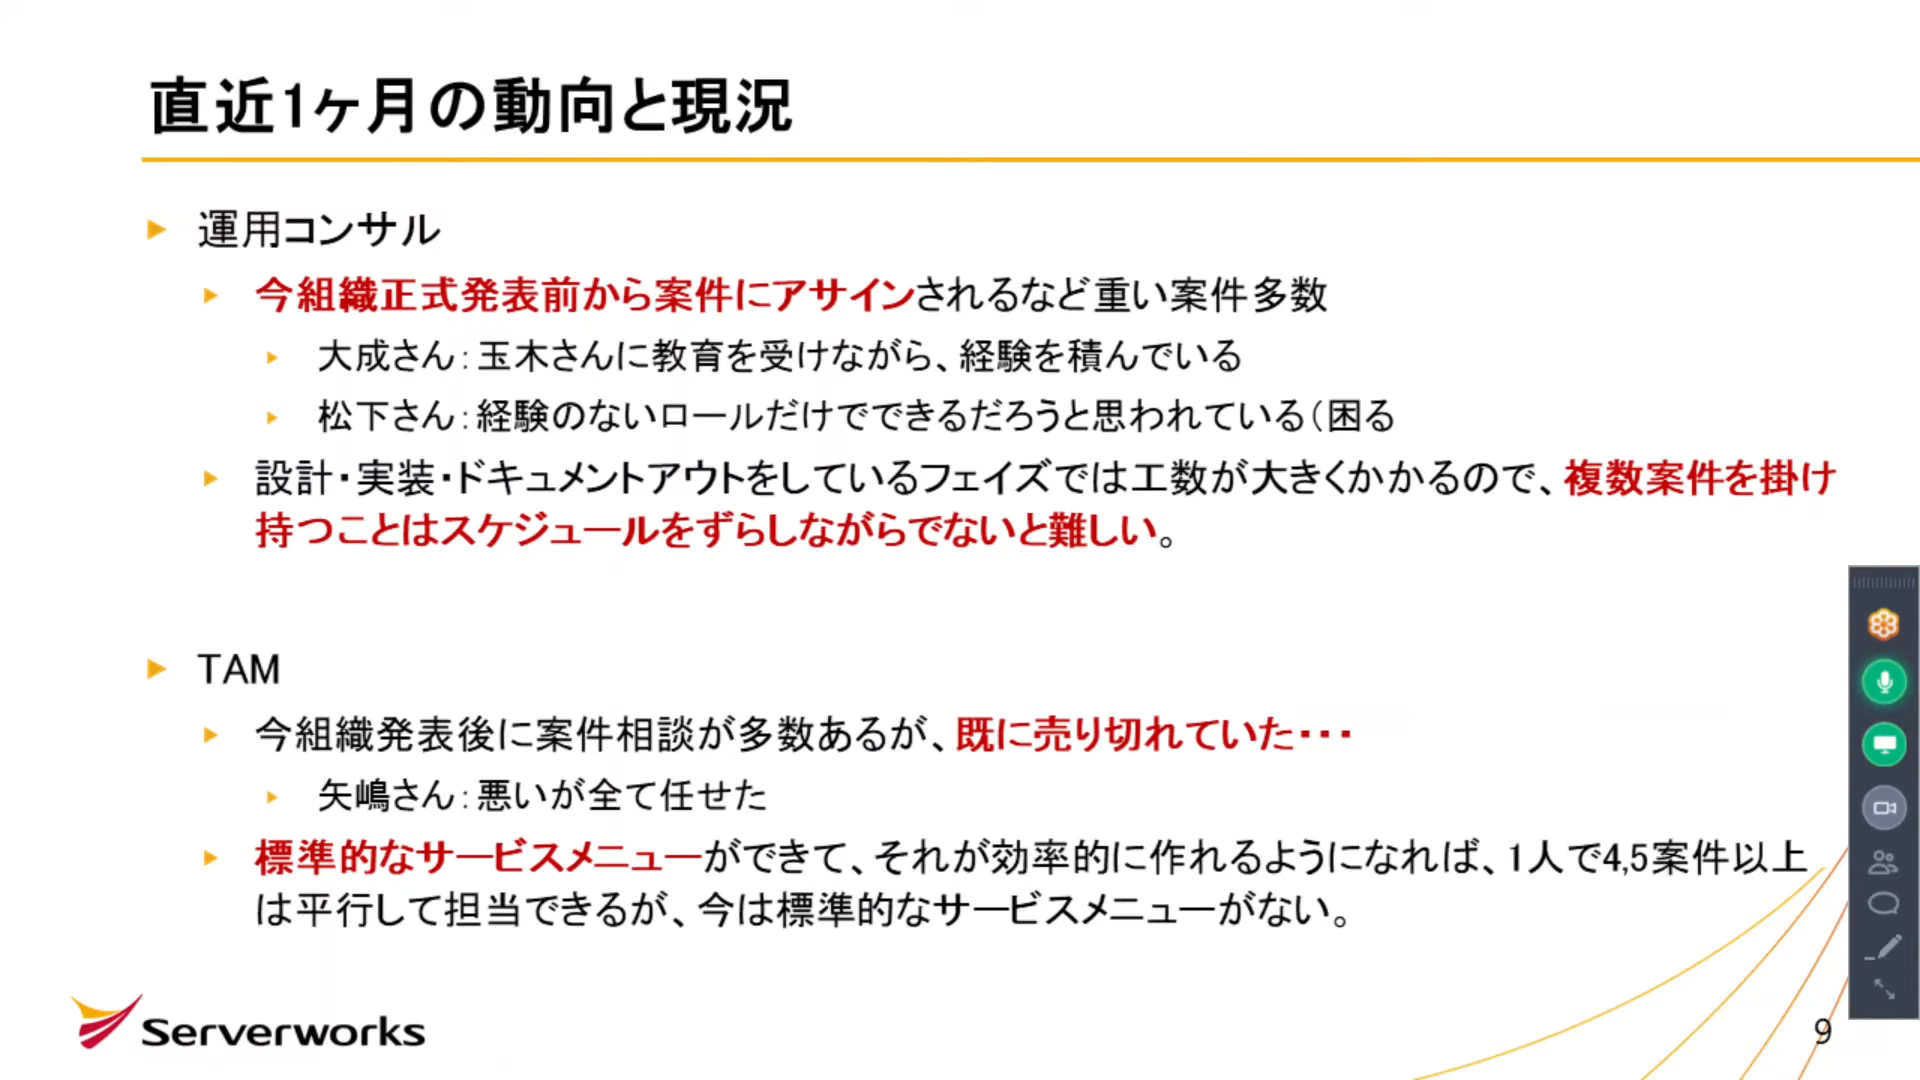 直近1ヶ月の動向と現況
運用コンサル
今組織正式発表前から案件にアサインされるなど重い案件多数
大成さん:玉木さんに教育を受けながら、経験を積んでいる
松下さん:経験のないロールだけでできるだろうと思われている(困る
設計・実装・ドキュメントアウトをしているフェイズでは工数が大きくかかるので、複数案件を掛け
持つことはスケジュールをずらしながらでないと難しい。
TAM
今組織発表後に案件相談が多数あるが、既に売り切れていた・・・
矢嶋さん:悪いが全て任せた
標準的なサービスメニューができて、それが効率的に作れるようになれば、1人で4,5案件以上
は平行して担当できるが、今は標準的なサービスメニューがない。
Serverworks
9